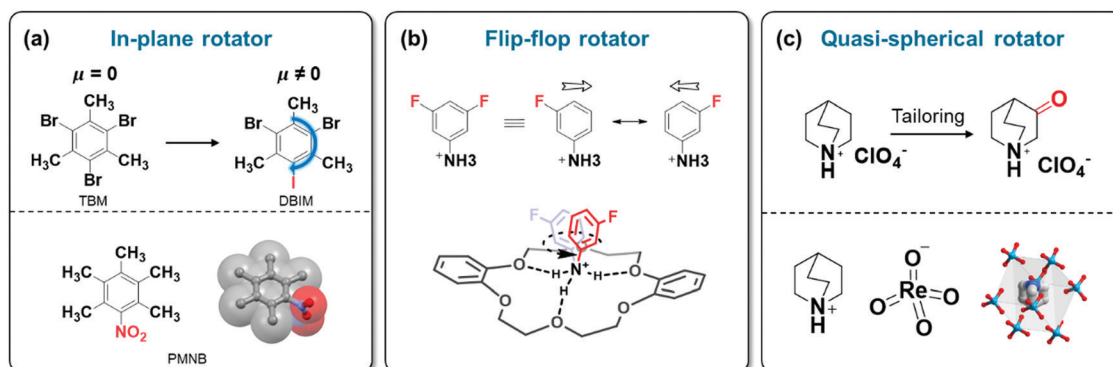 (a) In-plane rotator
μ = 0
μ ≠ 0
CH₃
Br
Br
H₃C
CH₃
Br
TBM
CH₃
Br
Br
H₃C
CH₃
I
DBIM
CH₃
H₃C
CH₃
H₃C
CH₃
NO₂
PMNB
(b) Flip-flop rotator
F
F
⁺NH3
F
⁺NH3
F
⁺NH3
F
F
N⁺
H
H
H
O
O
O
O
O
O
(c) Quasi-spherical rotator
Tailoring
N⁺
H
ClO₄⁻
O
N⁺
H
ClO₄⁻
N⁺
H
O
Re
O
O
O